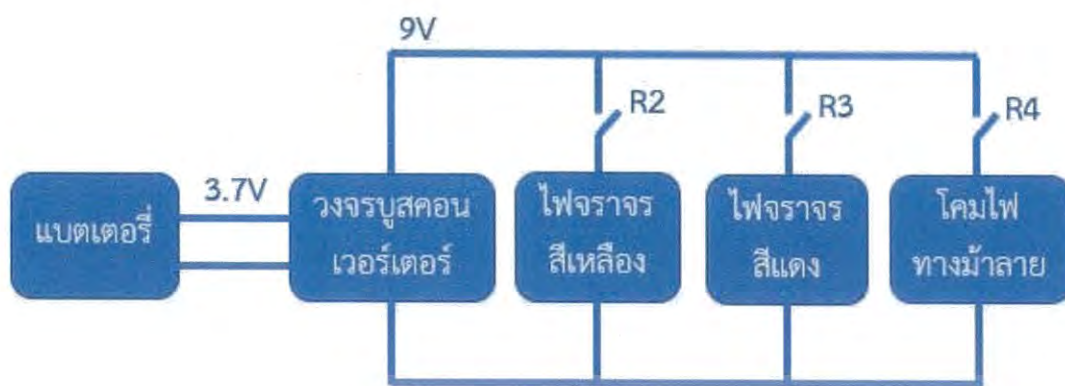 9V
R2
R3
R4
3.7V
แบตเตอรี่
วงจรบูสคอน
เวอร์เตอร์
ไฟจราจร
สีเหลือง
ไฟจราจร
สีแดง
โคมไฟ
ทางม้าลาย